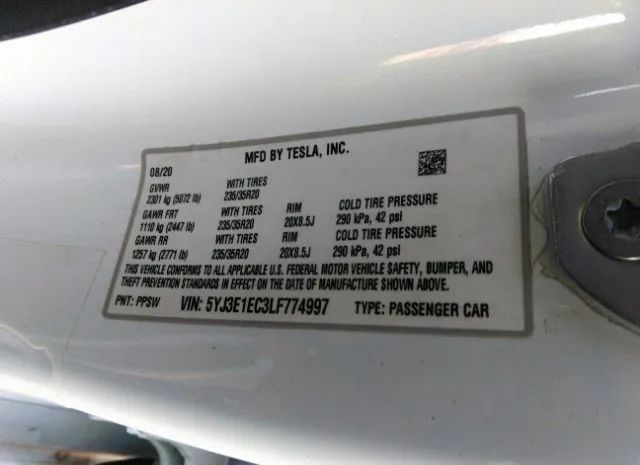 MFD BY TESLA, INC.
08/20
GVWR WITH TIRES
2301 kg (5072 lb) 235/35R20
GAWR FRT WITH TIRES RIM COLD TIRE PRESSURE
1110 kg (2447 lb) 235/35R20 20X8.5J 290 kPa, 42 psi
GAWR RR WITH TIRES RIM COLD TIRE PRESSURE
1257 kg (2771 lb) 235/35R20 20X8.5J 290 kPa, 42 psi
THIS VEHICLE CONFORMS TO ALL APPLICABLE U.S. FEDERAL MOTOR VEHICLE SAFETY, BUMPER, AND
THEFT PREVENTION STANDARDS IN EFFECT ON THE DATE OF MANUFACTURE SHOWN ABOVE.
PNT: PPSW VIN: 5YJ3E1EC3LF774997 TYPE: PASSENGER CAR